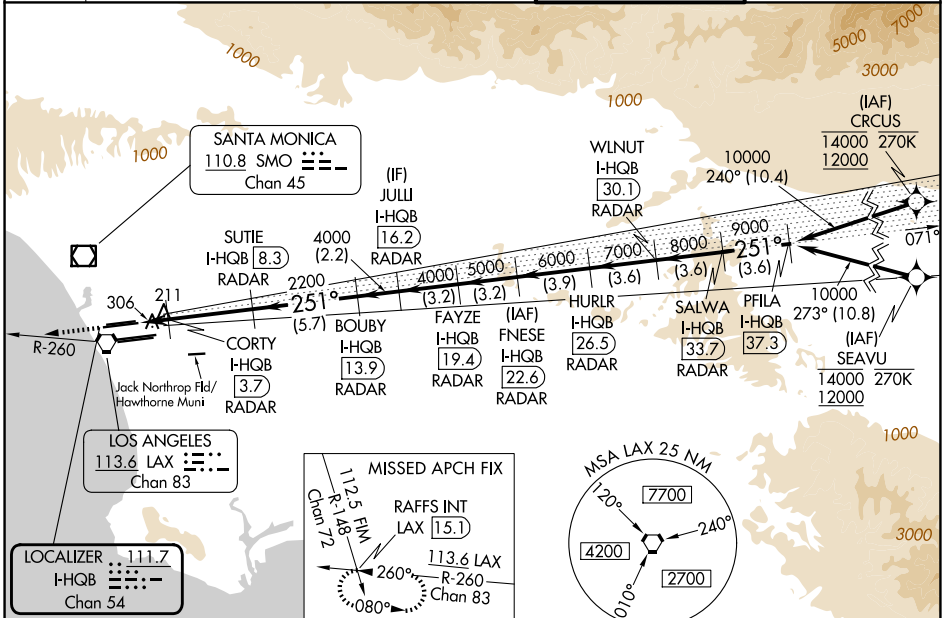 1000
5000
7000
3000
1000
1000
(IAF)
CRCUS
14000 270K
12000
SANTA MONICA
110.8 SMO
Chan 45
WLNUT
I-HQB
30.1
RADAR
10000
240° (10.4)
(IF)
JULLI
I-HQB
16.2
RADAR
SUTIE
I-HQB 8.3
RADAR
4000
(2.2)
071°
2200
251°
(5.7)
4000
(3.2)
5000
(3.2)
6000
(3.9)
7000
(3.6)
8000
(3.6)
9000
251°
(3.6)
10000
273° (10.8)
306
211
R-260
CORTY
I-HQB
3.7
RADAR
BOUBY
I-HQB
13.9
RADAR
FAYZE
I-HQB
19.4
RADAR
(IAF)
FNESE
I-HQB
22.6
RADAR
HURLR
I-HQB
26.5
RADAR
SALWA
I-HQB
33.7
RADAR
PFILA
I-HQB
37.3
(IAF)
SEAVU
14000 270K
12000
Jack Northrop Fld/
Hawthorne Muni
LOS ANGELES
113.6 LAX
Chan 83
1000
3000
LOCALIZER 111.7
I-HQB
Chan 54
MISSED APCH FIX
112.5 FIM
R-148
Chan 72
RAFFS INT
LAX 15.1
113.6 LAX
R-260
Chan 83
260°
080°
MSA LAX 25 NM
120°
7700
240°
4200
2700
010°